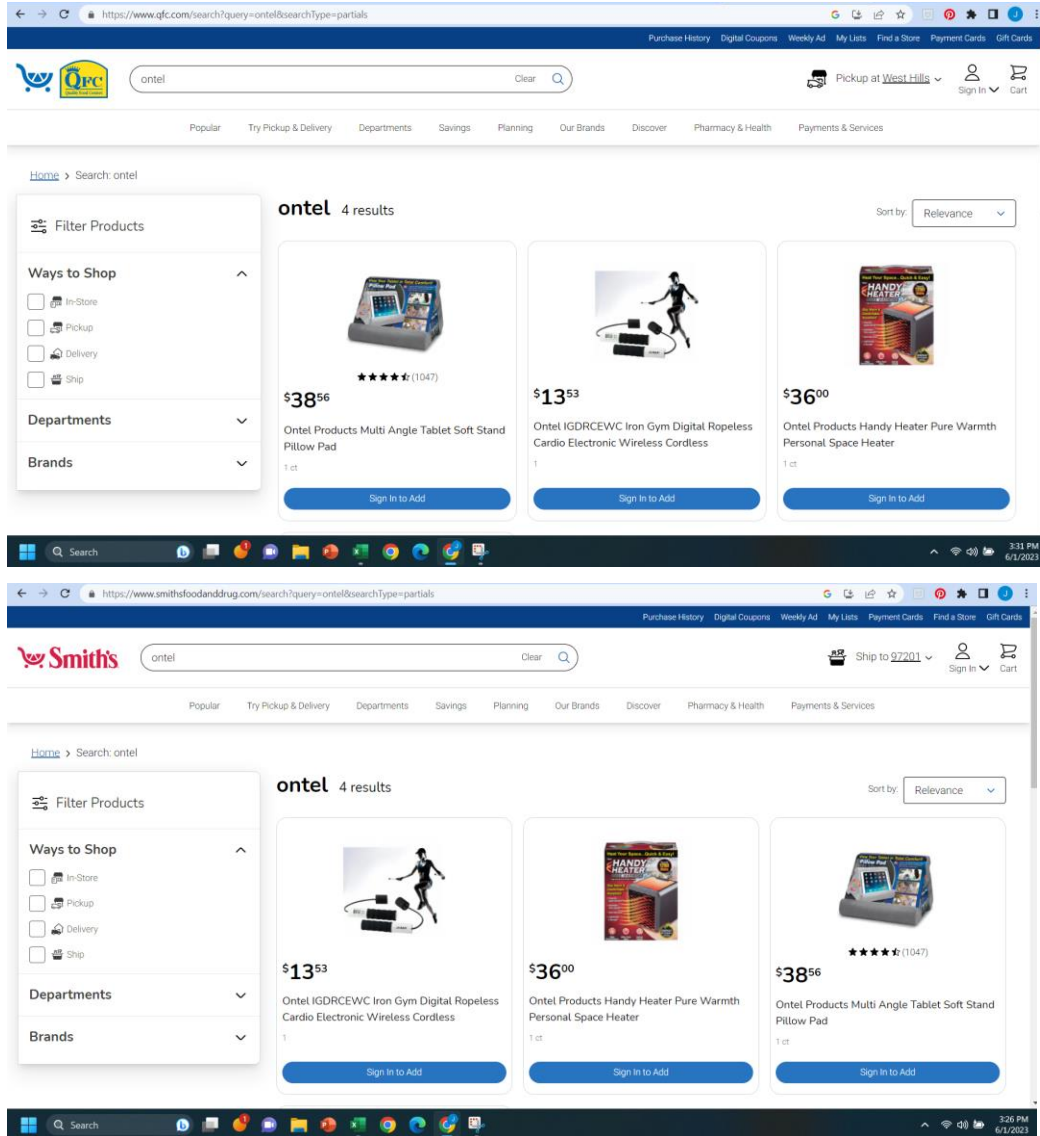 https://www.qfc.com/search?query=ontel&searchType=partials
Purchase History Digital Coupons Weekly Ad My Lists Find a Store Payment Cards Gift Cards
QFC
ontel Clear Pickup at West Hills Sign In Cart
Popular Try Pickup & Delivery Departments Savings Planning Our Brands Discover Pharmacy & Health Payments & Services
Home > Search: ontel
Filter Products
Ways to Shop
In-Store
Pickup
Delivery
Ship
Departments
Brands
ontel 4 results
Sort by: Relevance
Pillow Pad
(1047)
$38 56
Ontel Products Multi Angle Tablet Soft Stand
Pillow Pad
1 ct
Sign In to Add
$13 53
Ontel IGDRCEWC Iron Gym Digital Ropeless
Cardio Electronic Wireless Cordless
1
Sign In to Add
HANDY
HEATER
$36 00
Ontel Products Handy Heater Pure Warmth
Personal Space Heater
1 ct
Sign In to Add
Search
3:31 PM
6/1/2023
https://www.smithsfoodanddrug.com/search?query=ontel&searchType=partials
Purchase History Digital Coupons Weekly Ad My Lists Payment Cards Find a Store Gift Cards
Smith's
ontel Clear Ship to 97201 Sign In Cart
Popular Try Pickup & Delivery Departments Savings Planning Our Brands Discover Pharmacy & Health Payments & Services
Home > Search: ontel
Filter Products
Ways to Shop
In-Store
Pickup
Delivery
Ship
Departments
Brands
ontel 4 results
Sort by: Relevance
$13 53
Ontel IGDRCEWC Iron Gym Digital Ropeless
Cardio Electronic Wireless Cordless
1
Sign In to Add
HANDY
HEATER
$36 00
Ontel Products Handy Heater Pure Warmth
Personal Space Heater
1 ct
Sign In to Add
Pillow Pad
(1047)
$38 56
Ontel Products Multi Angle Tablet Soft Stand
Pillow Pad
1 ct
Sign In to Add
Search
3:26 PM
6/1/2023